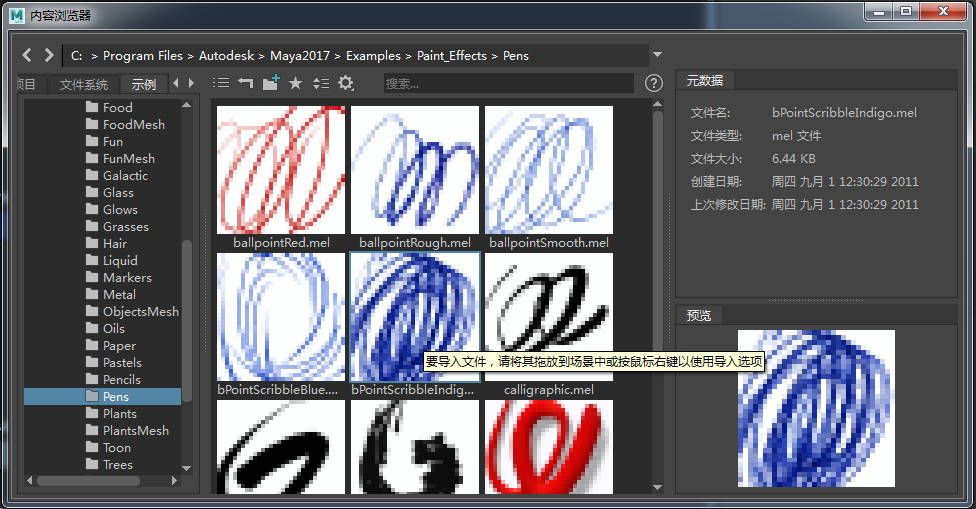 内容浏览器
C: > Program Files > Autodesk > Maya2017 > Examples > Paint_Effects > Pens
项目 文件系统 示例
搜索...
?
Food
FoodMesh
Fun
FunMesh
Galactic
Glass
Glows
Grasses
Hair
Liquid
Markers
Metal
ObjectsMesh
Oils
Paper
Pastels
Pencils
Pens
Plants
PlantsMesh
Toon
Trees
ballpointRed.mel ballpointRough.mel ballpointSmooth.mel
bPointScribbleBlue.... bPointScribbleIndig... calligraphic.mel
要导入文件，请将其拖放到场景中或按鼠标右键以使用导入选项
元数据
文件名: bPointScribbleIndigo.mel
文件类型: mel 文件
文件大小: 6.44 KB
创建日期: 周四 九月 1 12:30:29 2011
上次修改日期: 周四 九月 1 12:30:29 2011
预览